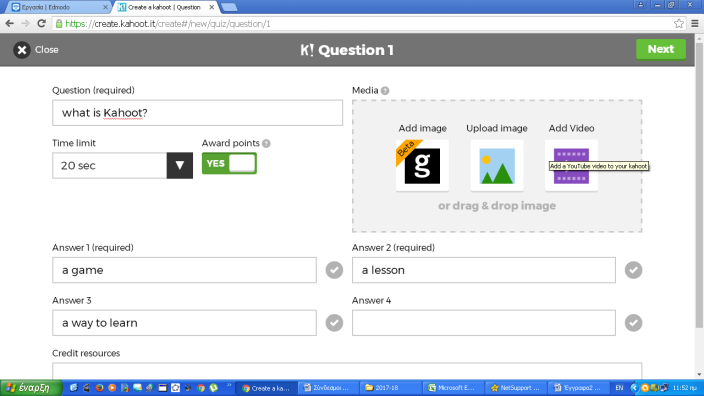 Εργασία | Edmodo
Create a kahoot | Question
https://create.kahoot.it/create#/new/quiz/question/1
Close
K! Question 1
Next
Question (required)
Media ?
what is Kahoot?
Time limit
Award points ?
20 sec
YES
Add image
Upload image
Add Video
Beta
g
Add a YouTube video to your kahoot
or drag & drop image
Answer 1 (required)
Answer 2 (required)
a game
a lesson
Answer 3
Answer 4
a way to learn
Credit resources
έναρξη
Create a ka...
Σύνδεσμοι ...
2017-18
Microsoft E...
NetSupport ...
Έγγραφο2 ...
EN
11:52 πμ